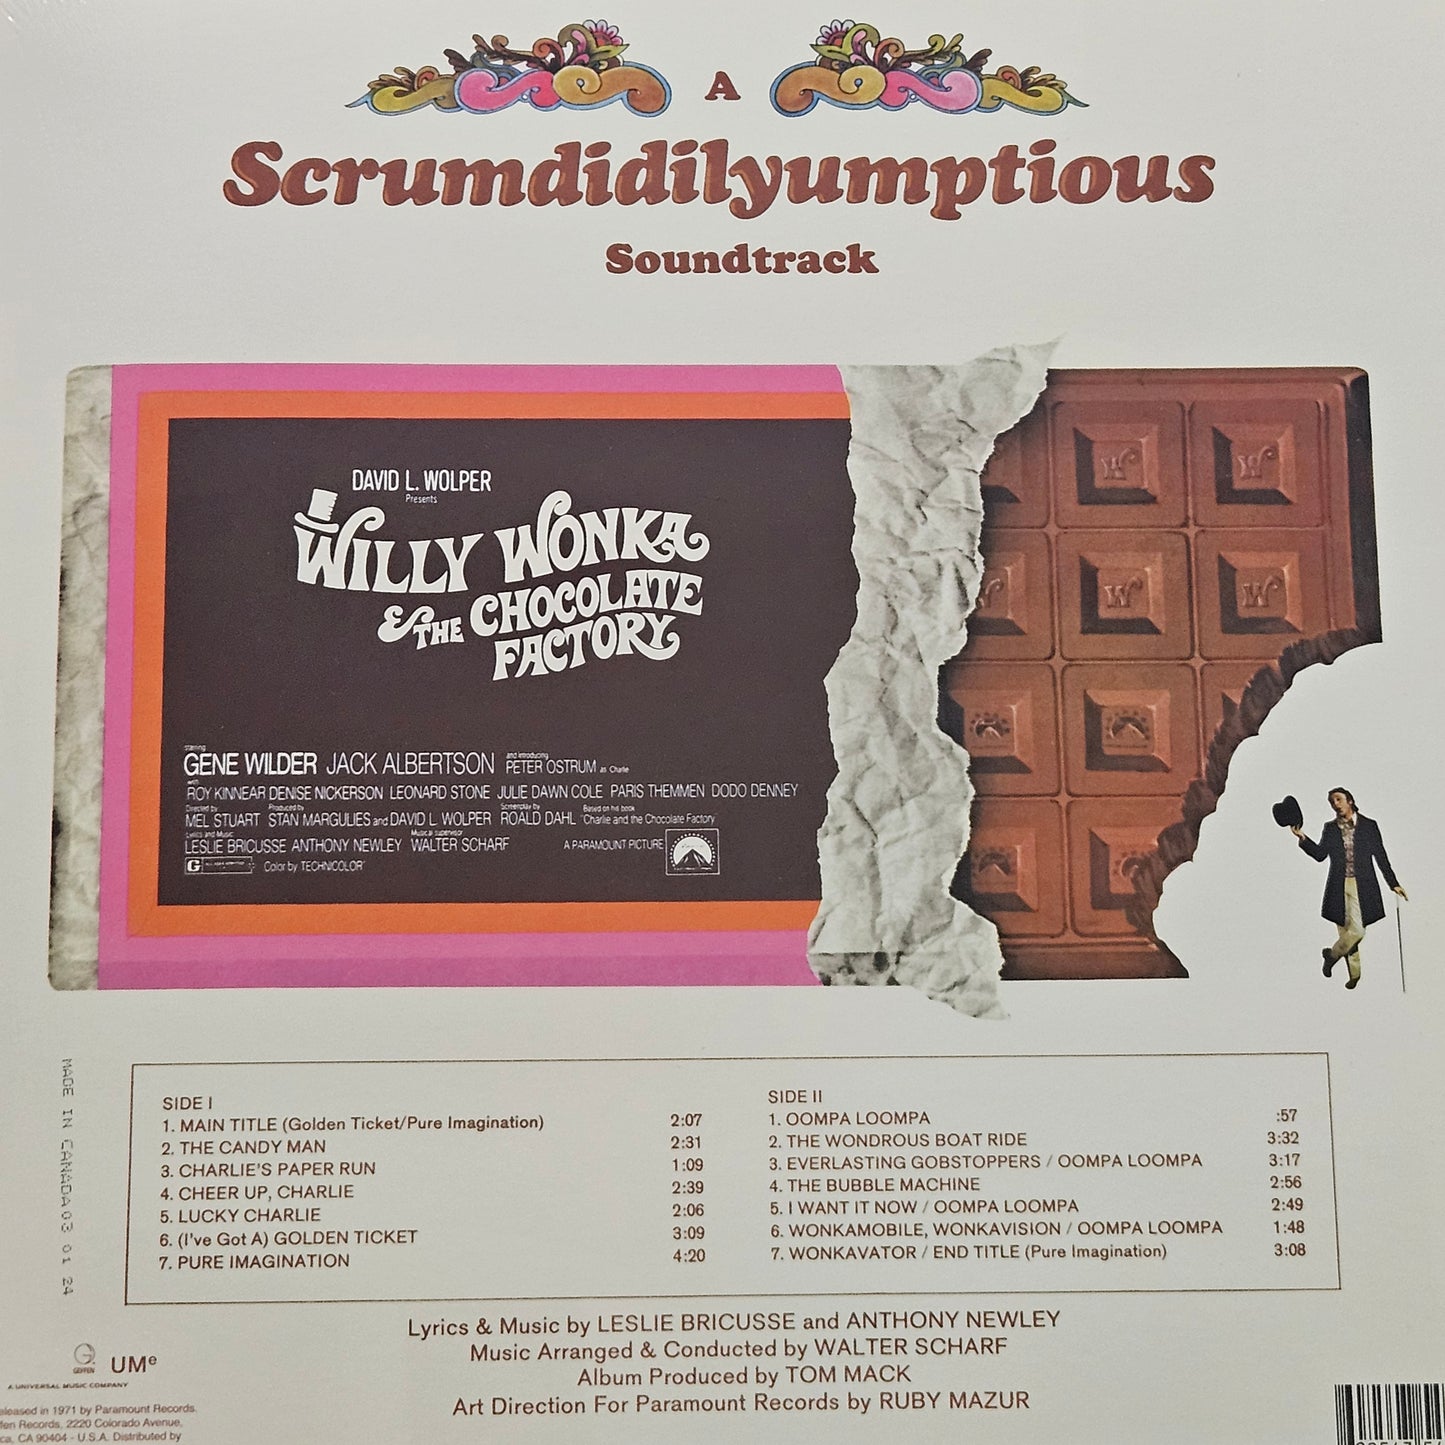 A
Scrumdidilyumptious
Soundtrack
DAVID L. WOLPER
Presents
WILLY WONKA
& THE CHOCOLATE
FACTORY
starring
GENE WILDER JACK ALBERTSON and introducing PETER OSTRUM as Charlie
with
ROY KINNEAR DENISE NICKERSON LEONARD STONE JULIE DAWN COLE PARIS THEMMEN DODO DENNEY
Directed by Produced by Screenplay by Based on his book
MEL STUART STAN MARGULIES and DAVID L. WOLPER ROALD DAHL "Charlie and the Chocolate Factory"
Lyrics and Music Musical supervisor
LESLIE BRICUSSE ANTHONY NEWLEY WALTER SCHARF A PARAMOUNT PICTURE
G Color by TECHNICOLOR®
W W
W W W
SIDE I
1. MAIN TITLE (Golden Ticket/Pure Imagination) 2:07
2. THE CANDY MAN 2:31
3. CHARLIE'S PAPER RUN 1:09
4. CHEER UP, CHARLIE 2:39
5. LUCKY CHARLIE 2:06
6. (I've Got A) GOLDEN TICKET 3:09
7. PURE IMAGINATION 4:20
SIDE II
1. OOMPA LOOMPA :57
2. THE WONDROUS BOAT RIDE 3:32
3. EVERLASTING GOBSTOPPERS / OOMPA LOOMPA 3:17
4. THE BUBBLE MACHINE 2:56
5. I WANT IT NOW / OOMPA LOOMPA 2:49
6. WONKAMOBILE, WONKAVISION / OOMPA LOOMPA 1:48
7. WONKAVATOR / END TITLE (Pure Imagination) 3:08
MADE IN CANADA 03 01 24
Lyrics & Music by LESLIE BRICUSSE and ANTHONY NEWLEY
Music Arranged & Conducted by WALTER SCHARF
Album Produced by TOM MACK
Art Direction For Paramount Records by RUBY MAZUR
G GEFFEN UMe
A UNIVERSAL MUSIC COMPANY
eleased in 1971 by Paramount Records.
fen Records, 2220 Colorado Avenue,
ca, CA 90404 - U.S.A. Distributed by